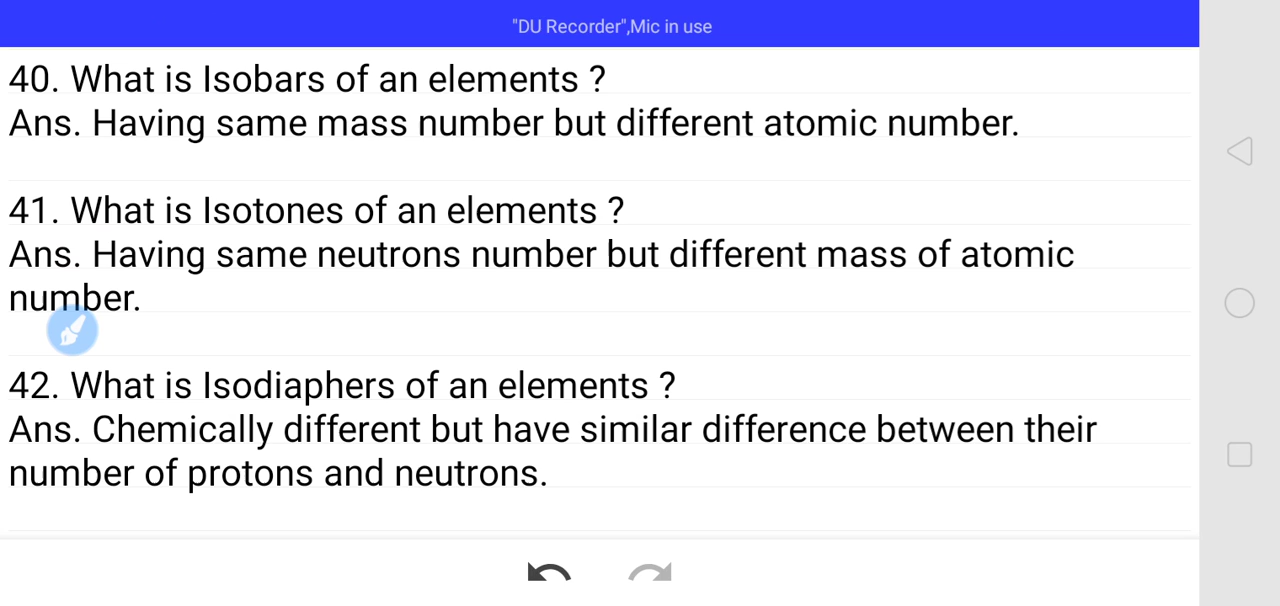 "DU Recorder",Mic in use
40. What is Isobars of an elements ?
Ans. Having same mass number but different atomic number.
41. What is Isotones of an elements ?
Ans. Having same neutrons number but different mass of atomic
number.
42. What is Isodiaphers of an elements ?
Ans. Chemically different but have similar difference between their
number of protons and neutrons.